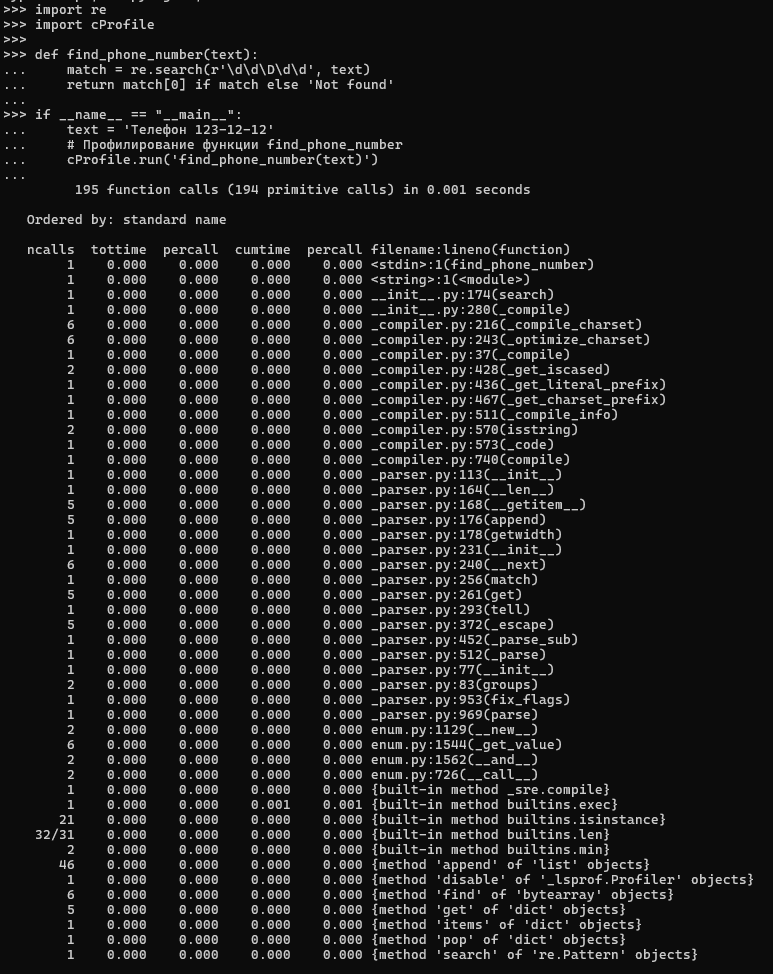 >>> import re
>>> import cProfile
>>>
>>> def find_phone_number(text):
...     match = re.search(r'\d\d\D\d\d', text)
...     return match[0] if match else 'Not found'
...
>>> if __name__ == "__main__":
...     text = 'Телефон 123-12-12'
...     # Профилирование функции find_phone_number
...     cProfile.run('find_phone_number(text)')
...
         195 function calls (194 primitive calls) in 0.001 seconds

   Ordered by: standard name

   ncalls  tottime  percall  cumtime  percall filename:lineno(function)
        1    0.000    0.000    0.000    0.000 <stdin>:1(find_phone_number)
        1    0.000    0.000    0.000    0.000 <string>:1(<module>)
        1    0.000    0.000    0.000    0.000 __init__.py:174(search)
        1    0.000    0.000    0.000    0.000 __init__.py:280(_compile)
        6    0.000    0.000    0.000    0.000 _compiler.py:216(_compile_charset)
        6    0.000    0.000    0.000    0.000 _compiler.py:243(_optimize_charset)
        1    0.000    0.000    0.000    0.000 _compiler.py:37(_compile)
        2    0.000    0.000    0.000    0.000 _compiler.py:428(_get_iscased)
        1    0.000    0.000    0.000    0.000 _compiler.py:436(_get_literal_prefix)
        1    0.000    0.000    0.000    0.000 _compiler.py:467(_get_charset_prefix)
        1    0.000    0.000    0.000    0.000 _compiler.py:511(_compile_info)
        2    0.000    0.000    0.000    0.000 _compiler.py:570(isstring)
        1    0.000    0.000    0.000    0.000 _compiler.py:573(_code)
        1    0.000    0.000    0.000    0.000 _compiler.py:740(compile)
        1    0.000    0.000    0.000    0.000 _parser.py:113(__init__)
        1    0.000    0.000    0.000    0.000 _parser.py:164(__len__)
        5    0.000    0.000    0.000    0.000 _parser.py:168(__getitem__)
        5    0.000    0.000    0.000    0.000 _parser.py:176(append)
        1    0.000    0.000    0.000    0.000 _parser.py:178(getwidth)
        1    0.000    0.000    0.000    0.000 _parser.py:231(__init__)
        6    0.000    0.000    0.000    0.000 _parser.py:240(__next)
        1    0.000    0.000    0.000    0.000 _parser.py:256(match)
        5    0.000    0.000    0.000    0.000 _parser.py:261(get)
        1    0.000    0.000    0.000    0.000 _parser.py:293(tell)
        5    0.000    0.000    0.000    0.000 _parser.py:372(_escape)
        1    0.000    0.000    0.000    0.000 _parser.py:452(_parse_sub)
        1    0.000    0.000    0.000    0.000 _parser.py:512(_parse)
        1    0.000    0.000    0.000    0.000 _parser.py:77(__init__)
        2    0.000    0.000    0.000    0.000 _parser.py:83(groups)
        1    0.000    0.000    0.000    0.000 _parser.py:953(fix_flags)
        1    0.000    0.000    0.000    0.000 _parser.py:969(parse)
        2    0.000    0.000    0.000    0.000 enum.py:1129(__new__)
        6    0.000    0.000    0.000    0.000 enum.py:1544(_get_value)
        2    0.000    0.000    0.000    0.000 enum.py:1562(__and__)
        2    0.000    0.000    0.000    0.000 enum.py:726(__call__)
        1    0.000    0.000    0.000    0.000 {built-in method _sre.compile}
        1    0.000    0.000    0.001    0.001 {built-in method builtins.exec}
       21    0.000    0.000    0.000    0.000 {built-in method builtins.isinstance}
    32/31    0.000    0.000    0.000    0.000 {built-in method builtins.len}
        2    0.000    0.000    0.000    0.000 {built-in method builtins.min}
       46    0.000    0.000    0.000    0.000 {method 'append' of 'list' objects}
        1    0.000    0.000    0.000    0.000 {method 'disable' of '_lsprof.Profiler' objects}
        6    0.000    0.000    0.000    0.000 {method 'find' of 'bytearray' objects}
        5    0.000    0.000    0.000    0.000 {method 'get' of 'dict' objects}
        1    0.000    0.000    0.000    0.000 {method 'items' of 'dict' objects}
        1    0.000    0.000    0.000    0.000 {method 'pop' of 'dict' objects}
        1    0.000    0.000    0.000    0.000 {method 'search' of 're.Pattern' objects}